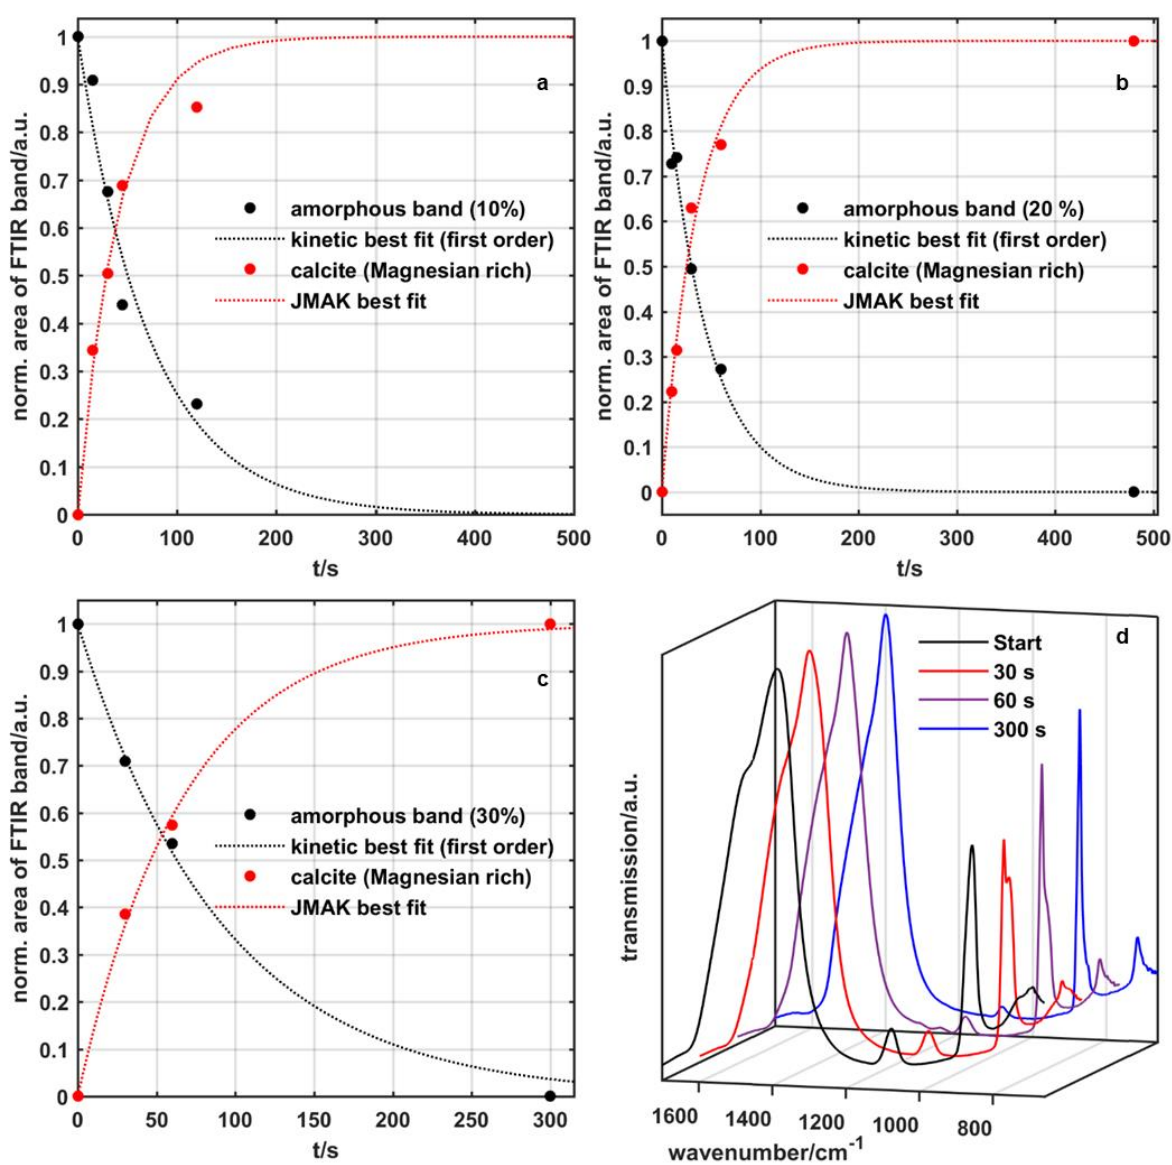 a
norm. area of FTIR band/a.u.
1
0.9
0.8
0.7
0.6
0.5
0.4
0.3
0.2
0.1
0
amorphous band (10%)
kinetic best fit (first order)
calcite (Magnesian rich)
JMAK best fit
0 100 200 300 400 500
t/s
b
norm. area of FTIR band/a.u.
1
0.9
0.8
0.7
0.6
0.5
0.4
0.3
0.2
0.1
0
amorphous band (20 %)
kinetic best fit (first order)
calcite (Magnesian rich)
JMAK best fit
0 100 200 300 400 500
t/s
c
norm. area of FTIR band/a.u.
1
0.9
0.8
0.7
0.6
0.5
0.4
0.3
0.2
0.1
0
amorphous band (30%)
kinetic best fit (first order)
calcite (Magnesian rich)
JMAK best fit
0 50 100 150 200 250 300
t/s
d
Start
30 s
60 s
300 s
transmission/a.u.
1600 1400 1200 1000 800
wavenumber/cm⁻¹